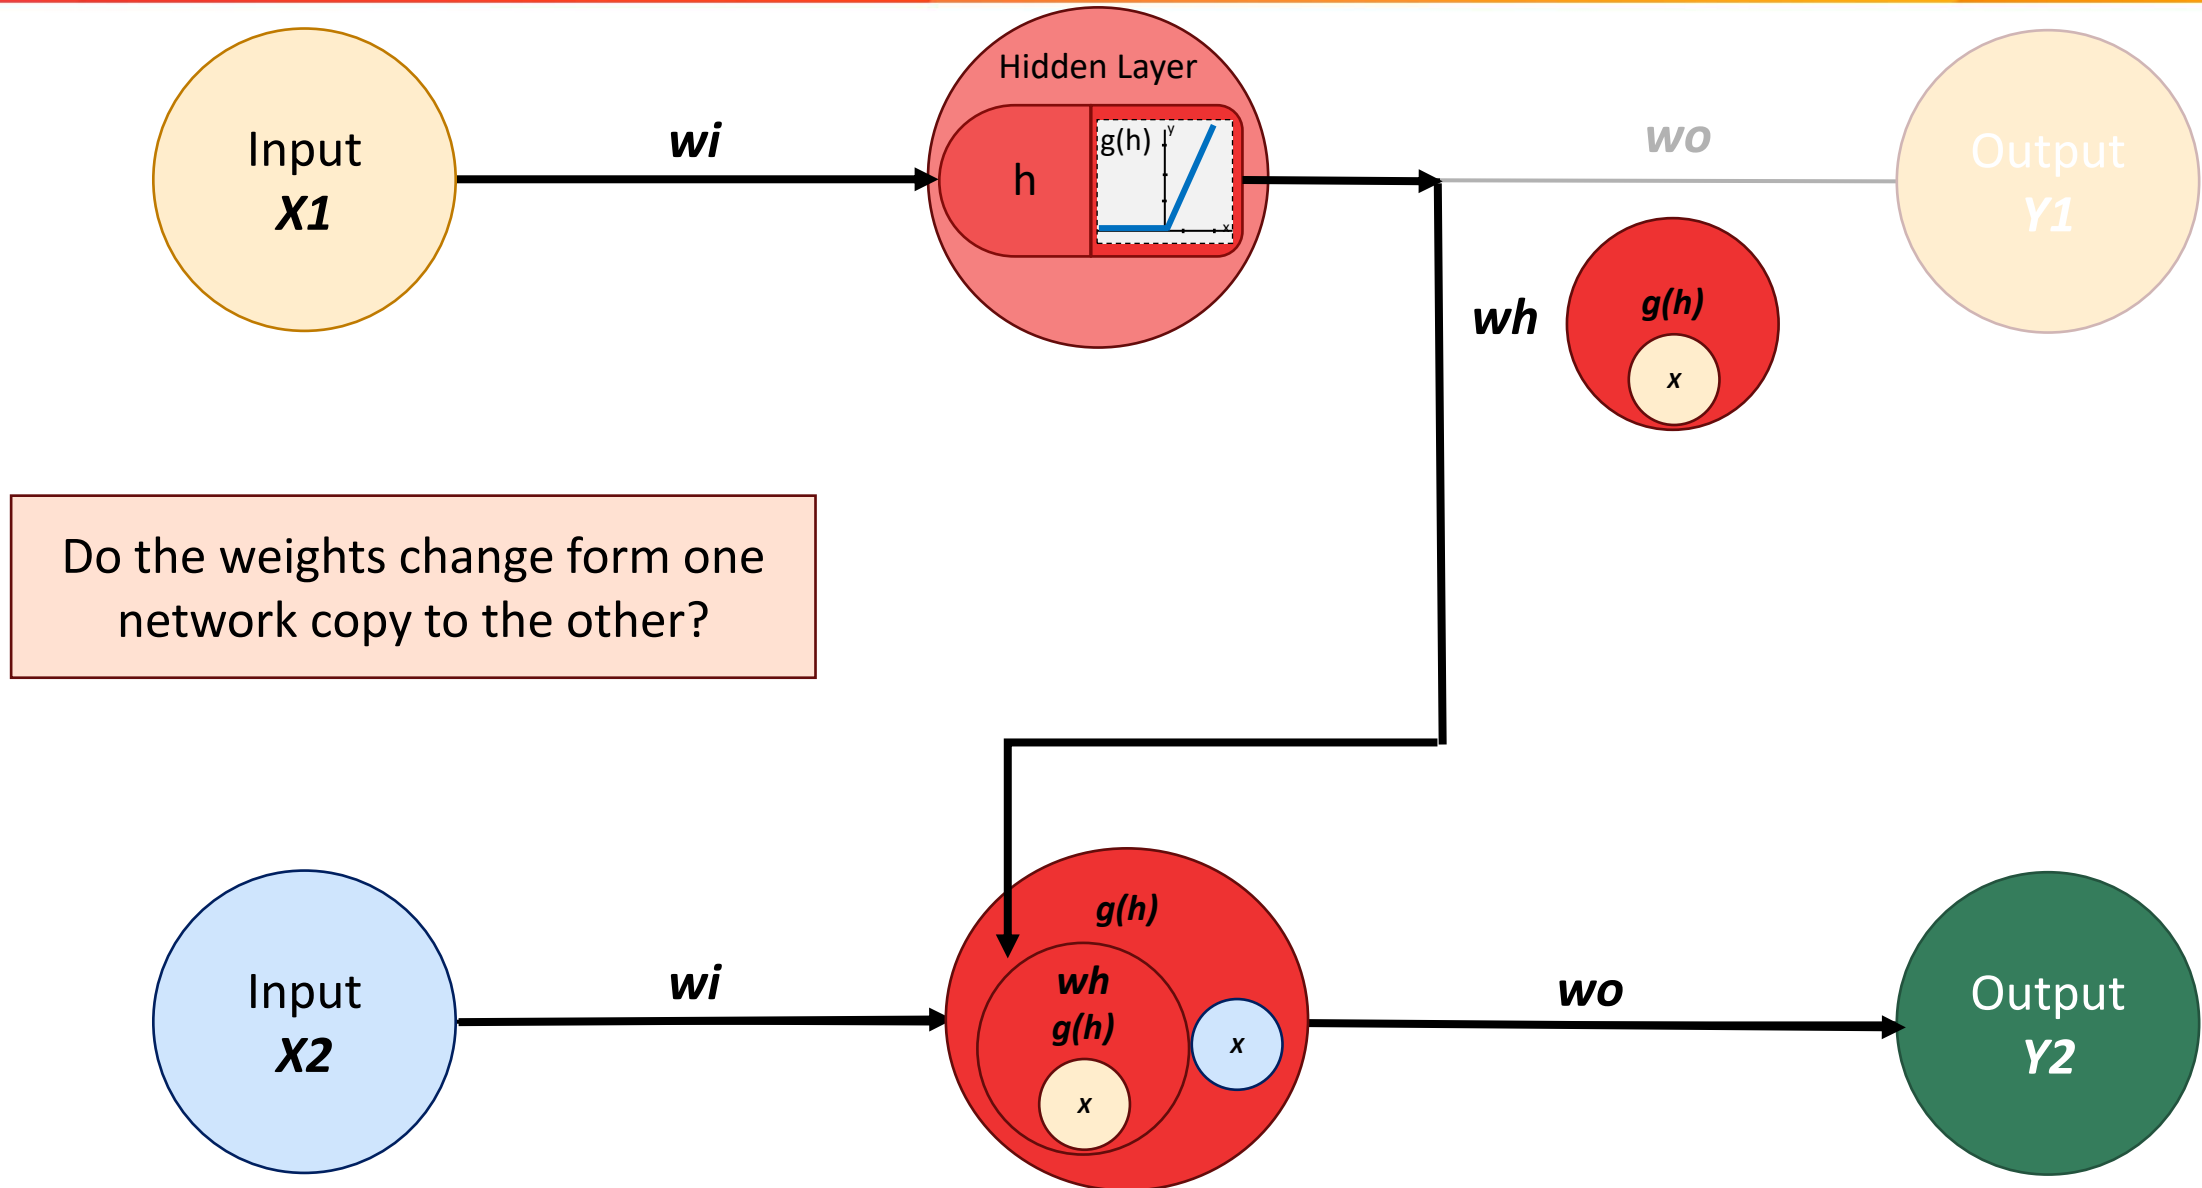 Hidden Layer
Input
X1
wi
h
g(h)
y
x
wo
Output
Y1
wh
g(h)
x
Do the weights change form one
network copy to the other?
Input
X2
wi
g(h)
wh
g(h)
x
x
wo
Output
Y2